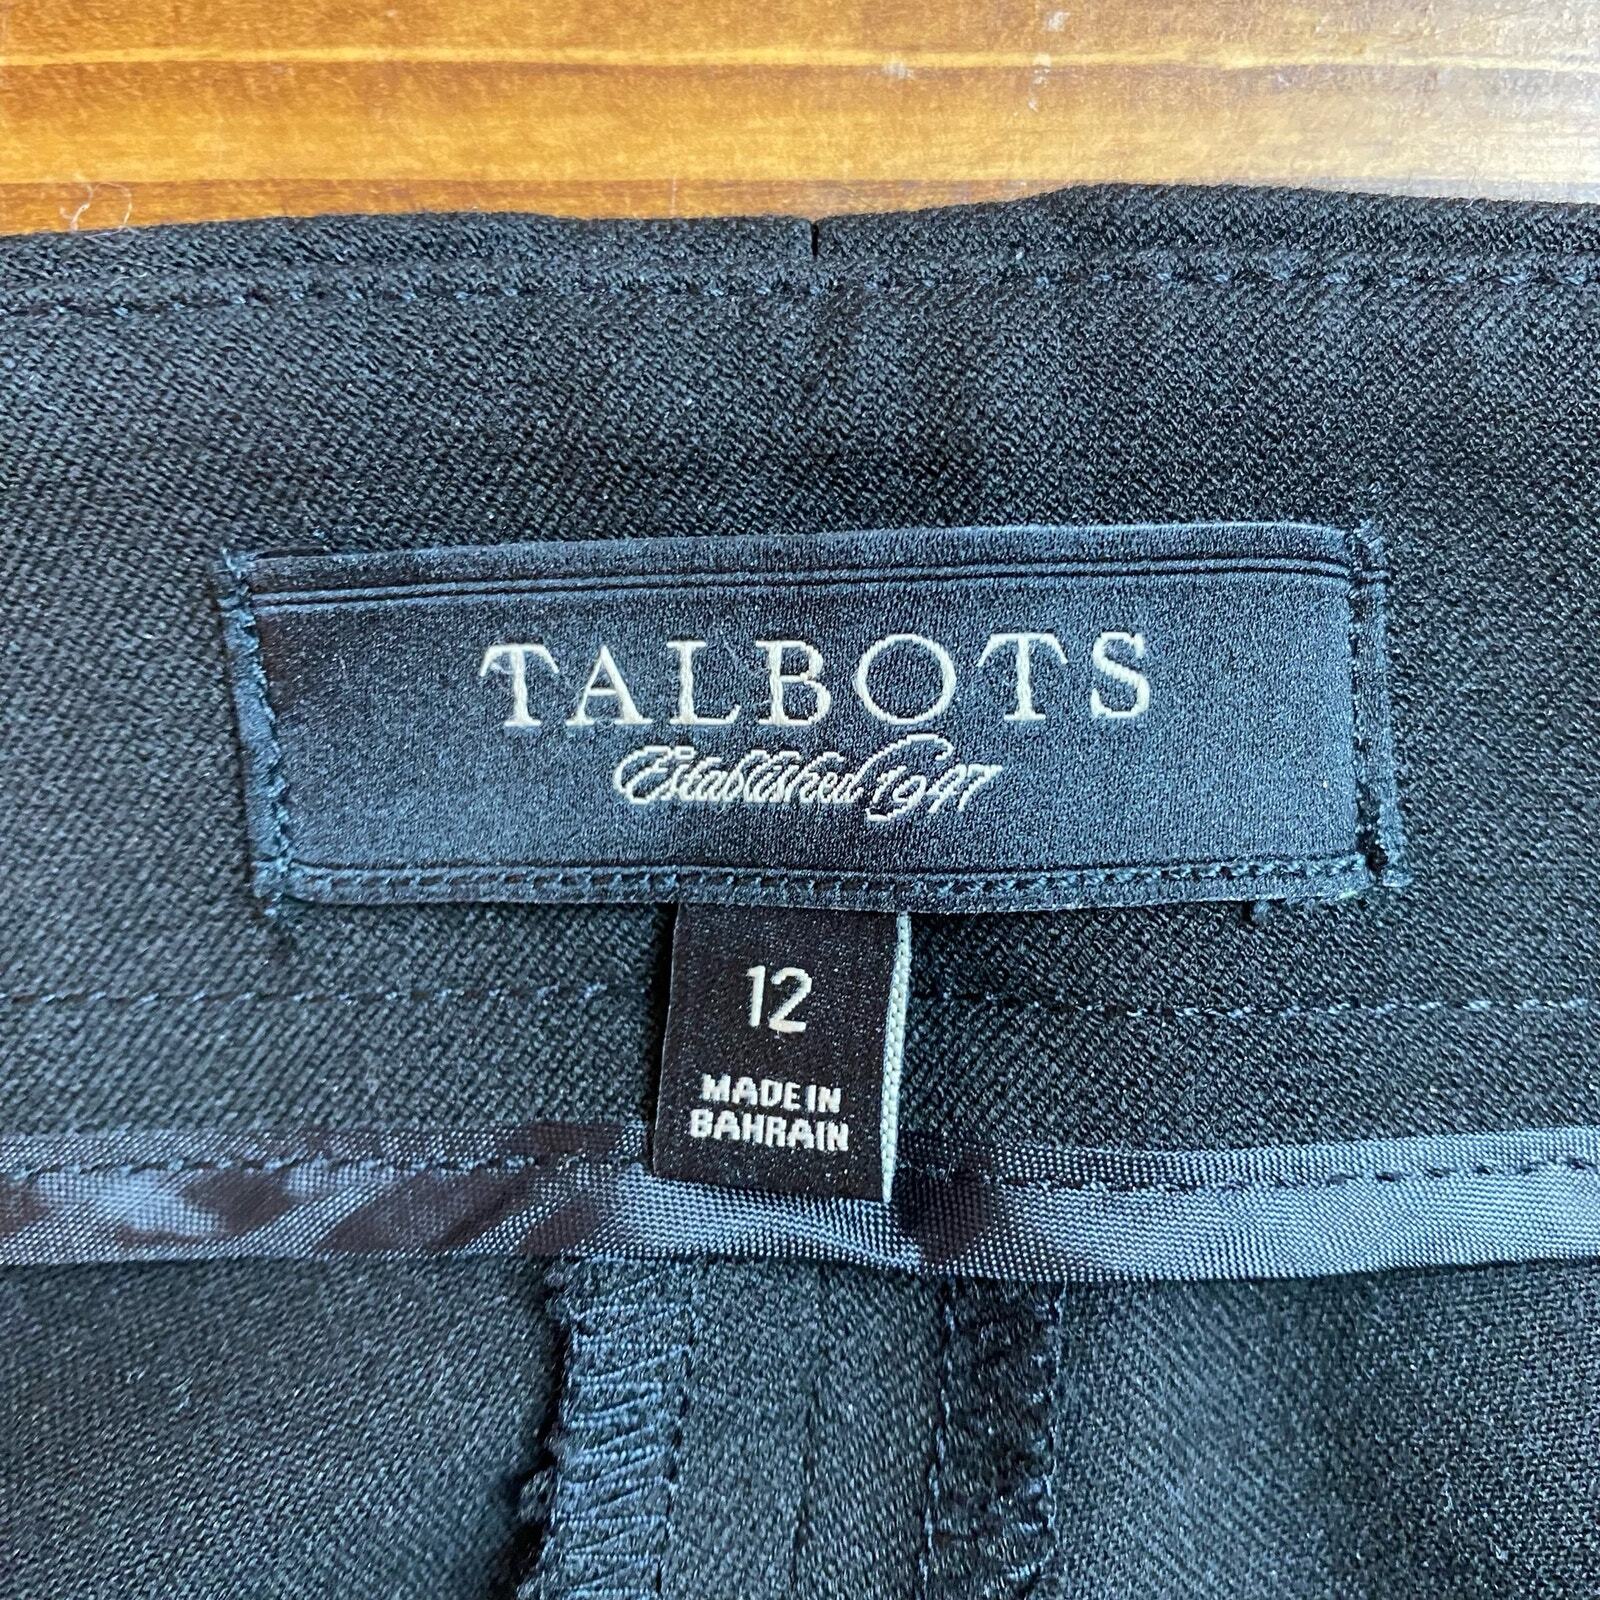 TALBOTS
Established 1947
12
MADE IN
BAHRAIN